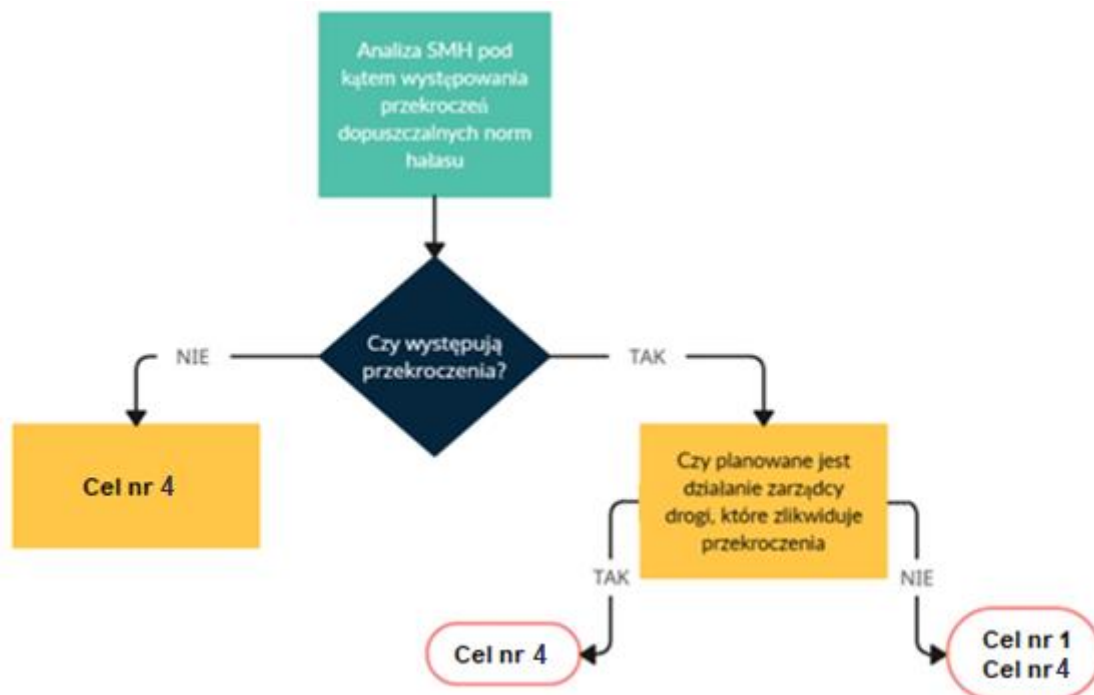 Analiza SMH pod
kątem występowania
przekroczeń
dopuszczalnych norm
hałasu
Czy występują
przekroczenia?
NIE
TAK
Cel nr 4
Czy planowane jest
działanie zarządcy
drogi, które zlikwiduje
przekroczenia
TAK
NIE
Cel nr 4
Cel nr 1
Cel nr 4